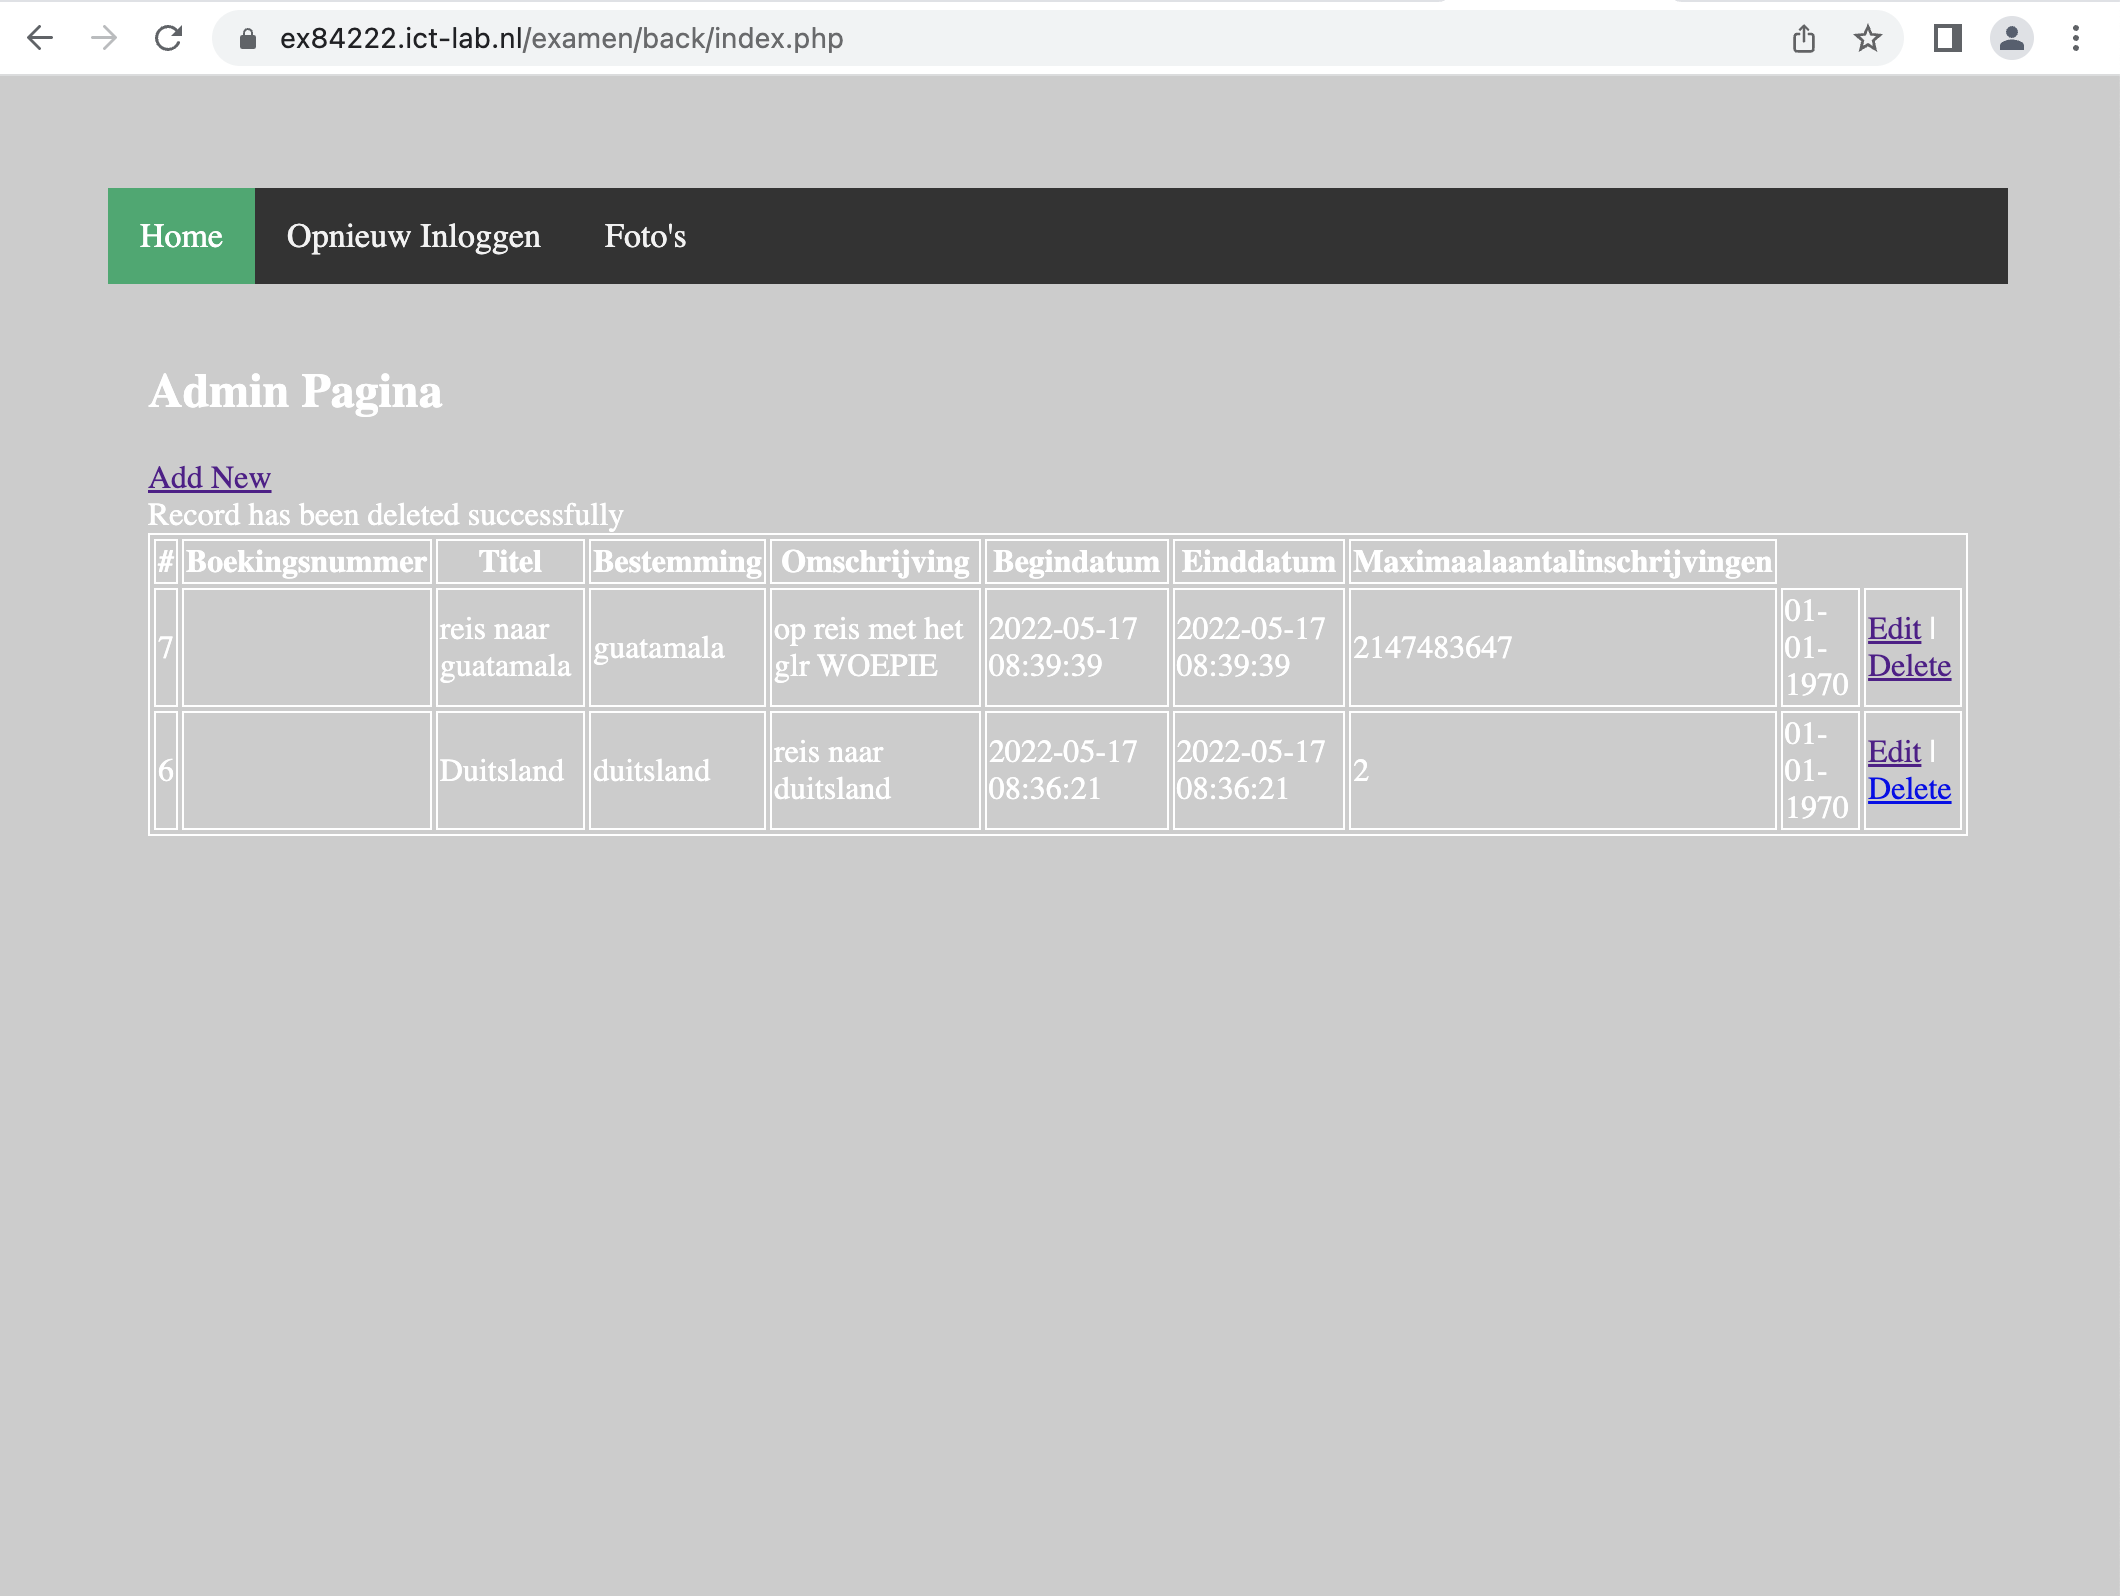 ex84222.ict-lab.nl/examen/back/index.php
Home Opnieuw Inloggen Foto's
Admin Pagina
Add New
Record has been deleted successfully
# Boekingsnummer Titel Bestemming Omschrijving Begindatum Einddatum Maximaalaantalinschrijvingen
7 reis naar guatamala guatamala op reis met het glr WOEPIE 2022-05-17 08:39:39 2022-05-17 08:39:39 2147483647 01-01-1970 Edit | Delete
6 Duitsland duitsland reis naar duitsland 2022-05-17 08:36:21 2022-05-17 08:36:21 2 01-01-1970 Edit | Delete